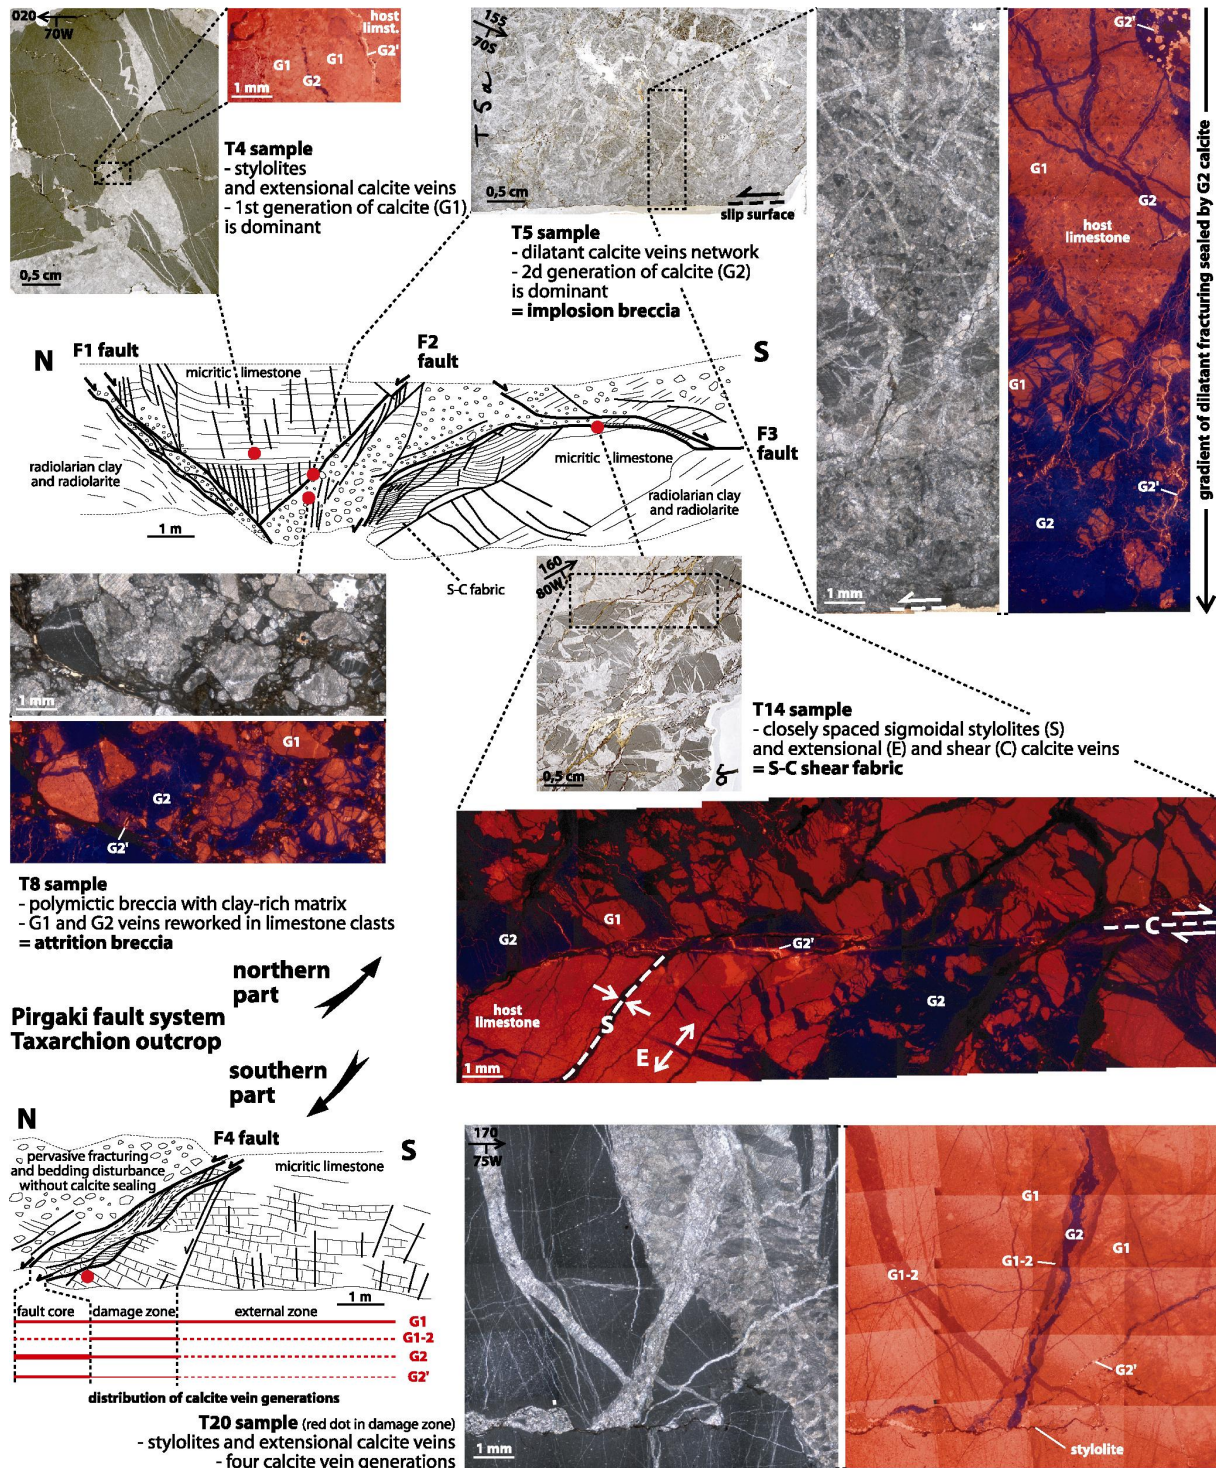 020
70W
host
limst.
G1
G1
G2'
G2
1 mm
0,5 cm
T4 sample
- stylolites
and extensional calcite veins
- 1st generation of calcite (G1)
is dominant
155
70S
T 5a
0,5 cm
slip surface
T5 sample
- dilatant calcite veins network
- 2d generation of calcite (G2)
is dominant
= implosion breccia
1 mm
G2'
G1
G2
host
limestone
G1
G2'
G2
gradient of dilatant fracturing sealed by G2 calcite
N
F1 fault
micritic limestone
F2
fault
S
F3
fault
radiolarian clay
and radiolarite
micritic limestone
radiolarian clay
and radiolarite
1 m
S-C fabric
1 mm
G1
G2
G2'
T8 sample
- polymictic breccia with clay-rich matrix
- G1 and G2 veins reworked in limestone clasts
= attrition breccia
160
80W
0,5 cm
T14 sample
- closely spaced sigmoidal stylolites (S)
and extensional (E) and shear (C) calcite veins
= S-C shear fabric
G1
G2
G2'
C
host
limestone
S
E
G2
1 mm
northern
part
Pirgaki fault system
Taxarchion outcrop
southern
part
N
F4 fault
S
pervasive fracturing
and bedding disturbance
without calcite sealing
micritic limestone
1 m
fault core
damage zone
external zone
G1
G1-2
G2
G2'
distribution of calcite vein generations
T20 sample (red dot in damage zone)
- stylolites and extensional calcite veins
- four calcite vein generations
170
75W
1 mm
G1
G2
G1
G1-2
G1-2
G2'
stylolite